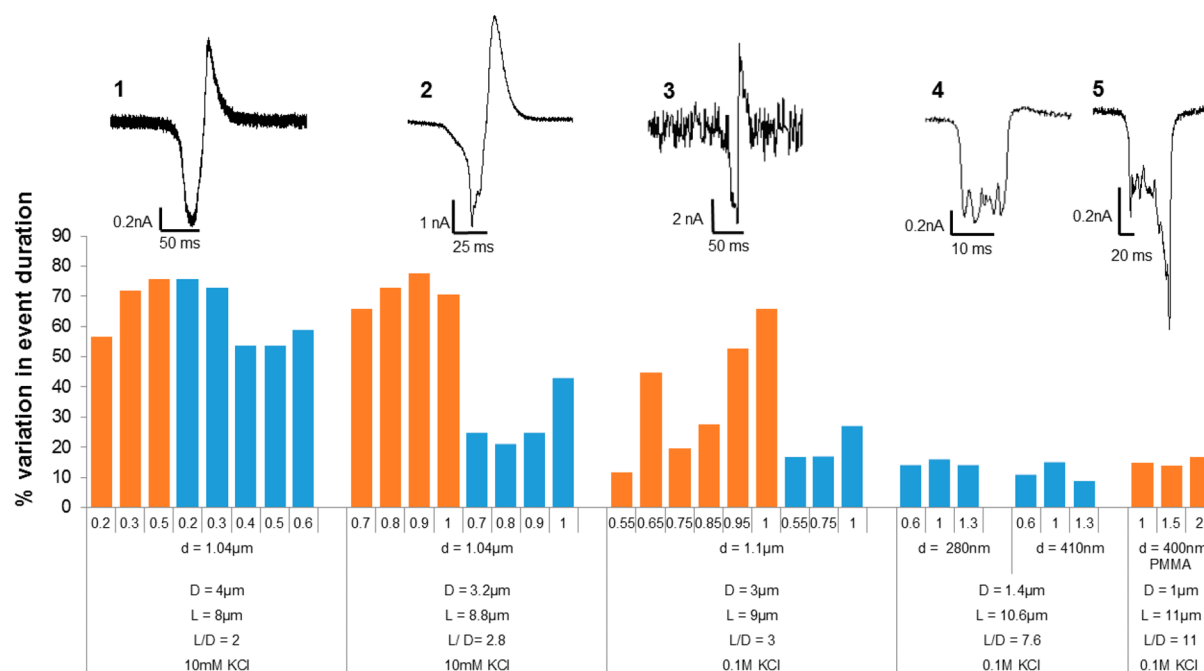 1
2
3
4
5
0.2nA
50 ms
1 nA
25 ms
2 nA
50 ms
0.2nA
10 ms
0.2nA
20 ms
% variation in event duration
90
80
70
60
50
40
30
20
10
0
0.2 0.3 0.5 0.2 0.3 0.4 0.5 0.6
0.7 0.8 0.9 1 0.7 0.8 0.9 1
0.55 0.65 0.75 0.85 0.95 1 0.55 0.75 1
0.6 1 1.3
0.6 1 1.3
1 1.5 2
d = 1.04µm
d = 1.04µm
d = 1.1µm
d = 280nm
d = 410nm
d = 400nm
PMMA
D = 4µm
D = 3.2µm
D = 3µm
D = 1.4µm
D = 1µm
L = 8µm
L = 8.8µm
L = 9µm
L = 10.6µm
L = 11µm
L/D = 2
L/ D= 2.8
L/D = 3
L/D = 7.6
L/D = 11
10mM KCl
10mM KCl
0.1M KCl
0.1M KCl
0.1M KCl